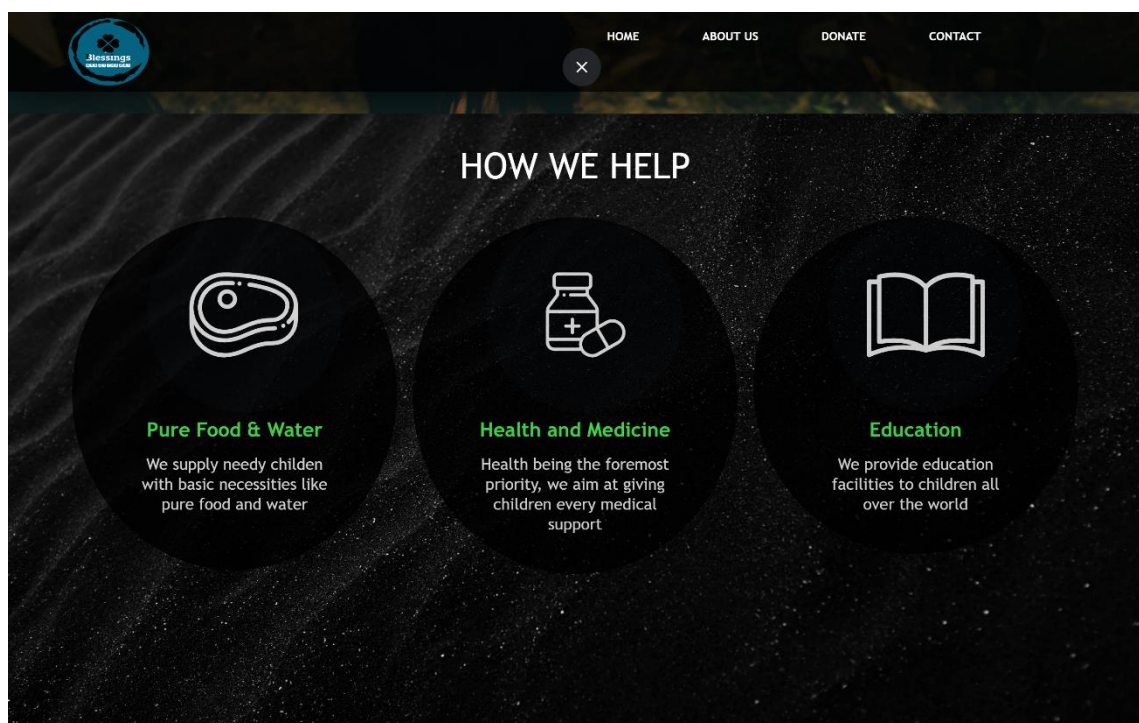 Blessings
HOME ABOUT US DONATE CONTACT
HOW WE HELP
Pure Food & Water
We supply needy childen
with basic necessities like
pure food and water
Health and Medicine
Health being the foremost
priority, we aim at giving
children every medical
support
Education
We provide education
facilities to children all
over the world